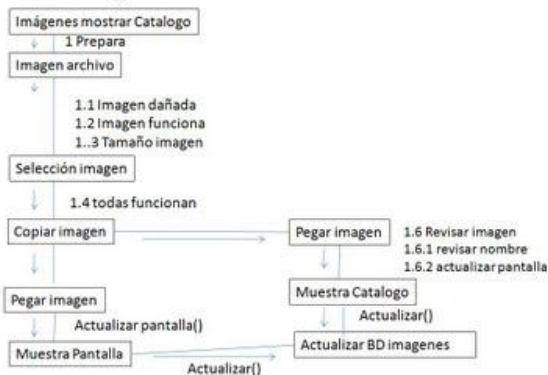 Imágenes mostrar Catalogo
1 Prepara
Imagen archivo
1.1 Imagen dañada
1.2 Imagen funciona
1..3 Tamaño imagen
Selección imagen
1.4 todas funcionan
Copiar imagen
Pegar imagen
1.6 Revisar imagen
1.6.1 revisar nombre
1.6.2 actualizar pantalla
Pegar imagen
Muestra Catalogo
Actualizar pantalla()
Actualizar()
Muestra Pantalla
Actualizar BD imagenes
Actualizar()